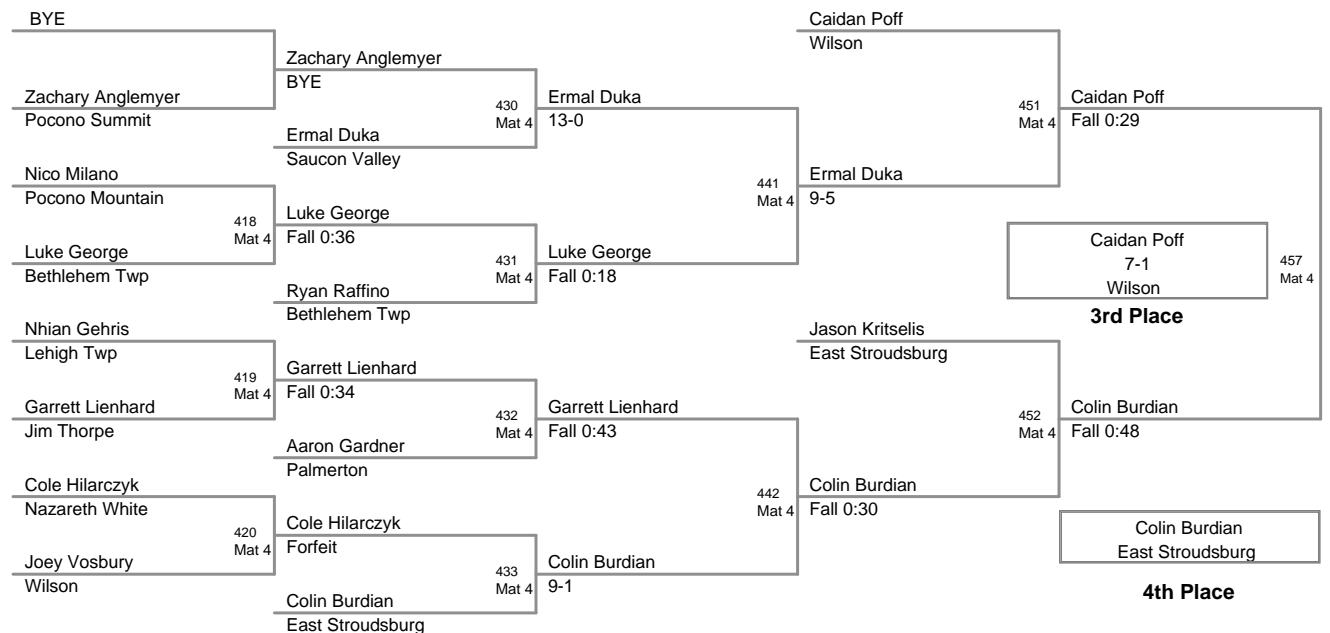 BYE
Zachary Anglemyer
Pocono Summit
Nico Milano
Pocono Mountain
418
Mat 4
Luke George
Bethlehem Twp
Nhian Gehris
Lehigh Twp
419
Mat 4
Garrett Lienhard
Jim Thorpe
Cole Hilarczyk
Nazareth White
420
Mat 4
Joey Vosbury
Wilson
Zachary Anglemyer
BYE
430
Mat 4
Ermal Duka
Saucon Valley
Luke George
Fall 0:36
431
Mat 4
Ryan Raffino
Bethlehem Twp
Garrett Lienhard
Fall 0:34
432
Mat 4
Aaron Gardner
Palmerton
Cole Hilarczyk
Forfeit
433
Mat 4
Colin Burdian
East Stroudsburg
Ermal Duka
13-0
441
Mat 4
Luke George
Fall 0:18
Garrett Lienhard
Fall 0:43
442
Mat 4
Colin Burdian
9-1
Caidan Poff
Wilson
451
Mat 4
Ermal Duka
9-5
Jason Kritselis
East Stroudsburg
452
Mat 4
Colin Burdian
Fall 0:30
Caidan Poff
Fall 0:29
Caidan Poff
7-1
Wilson
457
Mat 4
3rd Place
Colin Burdian
Fall 0:48
Colin Burdian
East Stroudsburg
4th Place